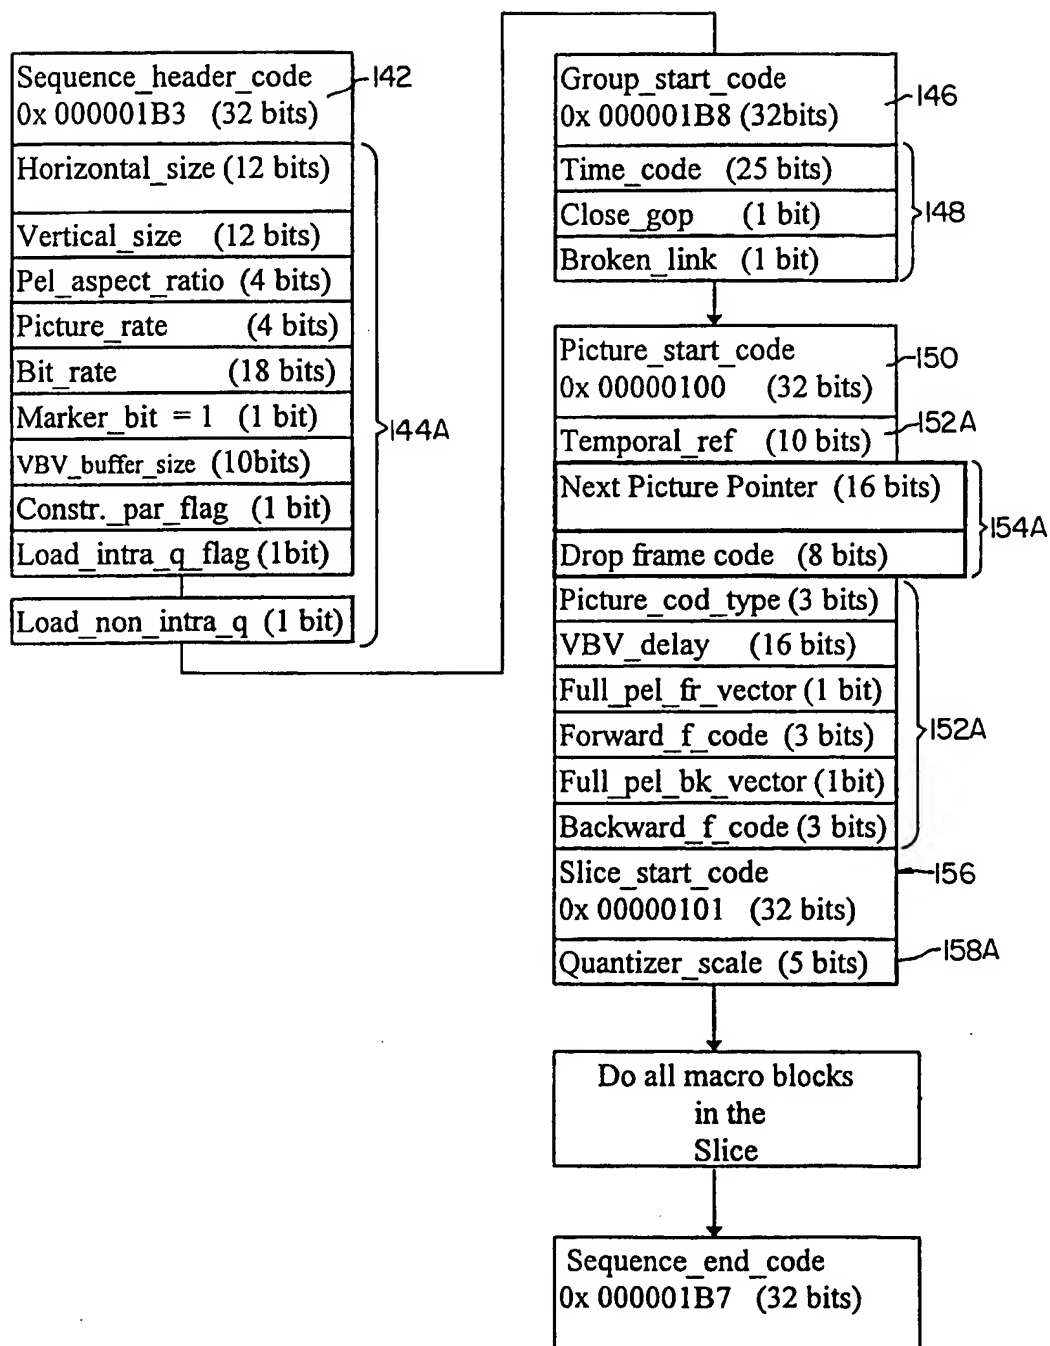 Sequence_header_code
0x 000001B3 (32 bits)
142
Horizontal_size (12 bits)
Vertical_size (12 bits)
Pel_aspect_ratio (4 bits)
Picture_rate (4 bits)
Bit_rate (18 bits)
Marker_bit = 1 (1 bit)
VBV_buffer_size (10bits)
Constr._par_flag (1 bit)
Load_intra_q_flag (1bit)
Load_non_intra_q (1 bit)
144A
Group_start_code
0x 000001B8 (32bits)
146
Time_code (25 bits)
Close_gop (1 bit)
Broken_link (1 bit)
148
Picture_start_code
0x 00000100 (32 bits)
150
Temporal_ref (10 bits)
152A
Next Picture Pointer (16 bits)
Drop frame code (8 bits)
154A
Picture_cod_type (3 bits)
VBV_delay (16 bits)
Full_pel_fr_vector (1 bit)
Forward_f_code (3 bits)
Full_pel_bk_vector (1bit)
Backward_f_code (3 bits)
152A
Slice_start_code
0x 00000101 (32 bits)
156
Quantizer_scale (5 bits)
158A
Do all macro blocks
in the
Slice
Sequence_end_code
0x 000001B7 (32 bits)